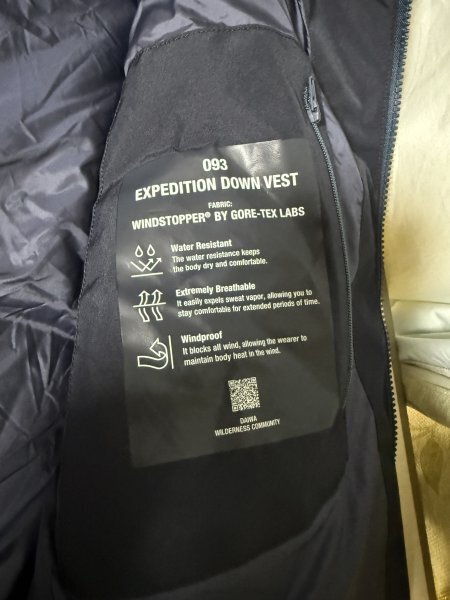 093
EXPEDITION DOWN VEST
FABRIC:
WINDSTOPPER® BY GORE-TEX LABS
Water Resistant
The water resistance keeps
the body dry and comfortable.
Extremely Breathable
It easily expels sweat vapor, allowing you to
stay comfortable for extended periods of time.
Windproof
It blocks all wind, allowing the wearer to
maintain body heat in the wind.
DAIWA
WILDERNESS COMMUNITY